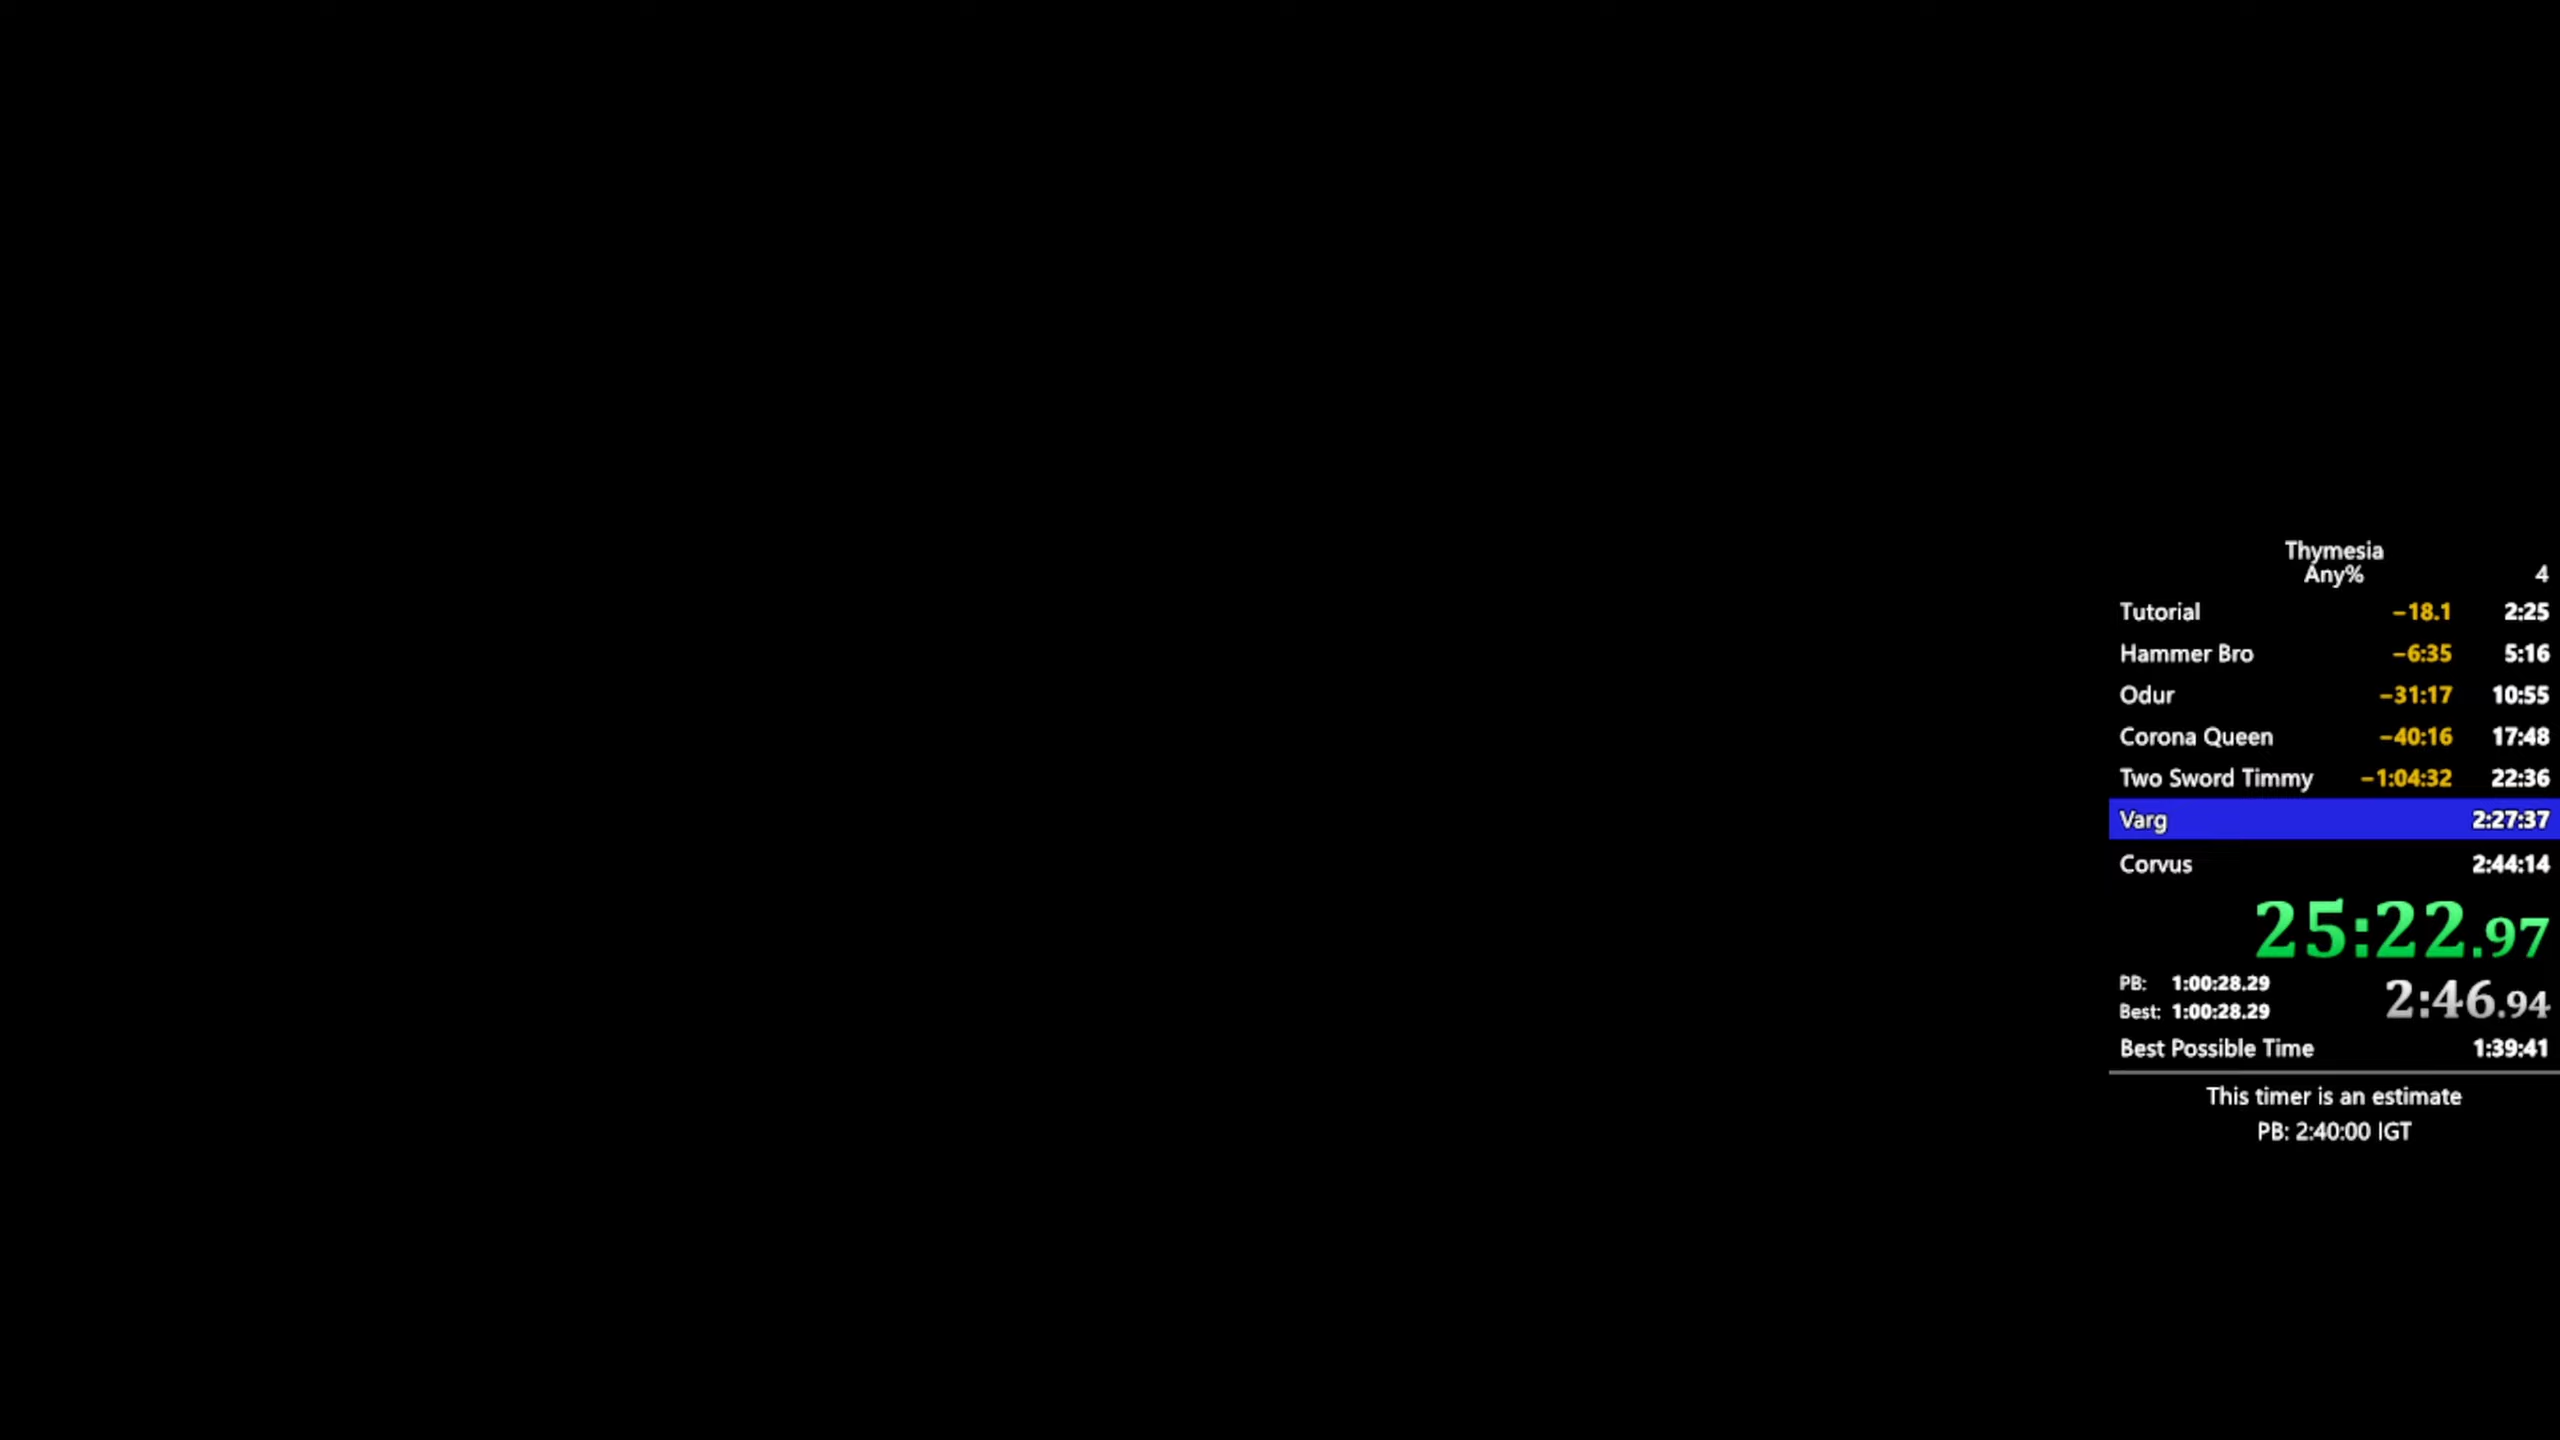 Thymesia
Any% 4
Tutorial −18.1 2:25
Hammer Bro −6:35 5:16
Odur −31:17 10:55
Corona Queen −40:16 17:48
Two Sword Timmy −1:04:32 22:36
Varg 2:27:37
Corvus 2:44:14
25:22.97
PB: 1:00:28.29 2:46.94
Best: 1:00:28.29
Best Possible Time 1:39:41
This timer is an estimate
PB: 2:40:00 IGT